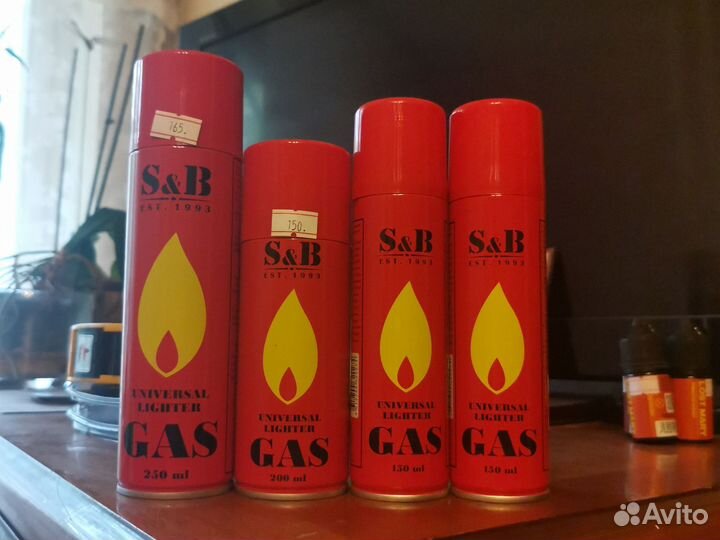 165.
S&B
EST. 1993
UNIVERSAL
LIGHTER
GAS
250 ml
150.
S&B
EST. 1993
UNIVERSAL
LIGHTER
GAS
200 ml
S&B
EST. 1993
UNIVERSAL
LIGHTER
GAS
150 ml
S&B
EST. 1993
UNIVERSAL
LIGHTER
GAS
150 ml
Avito